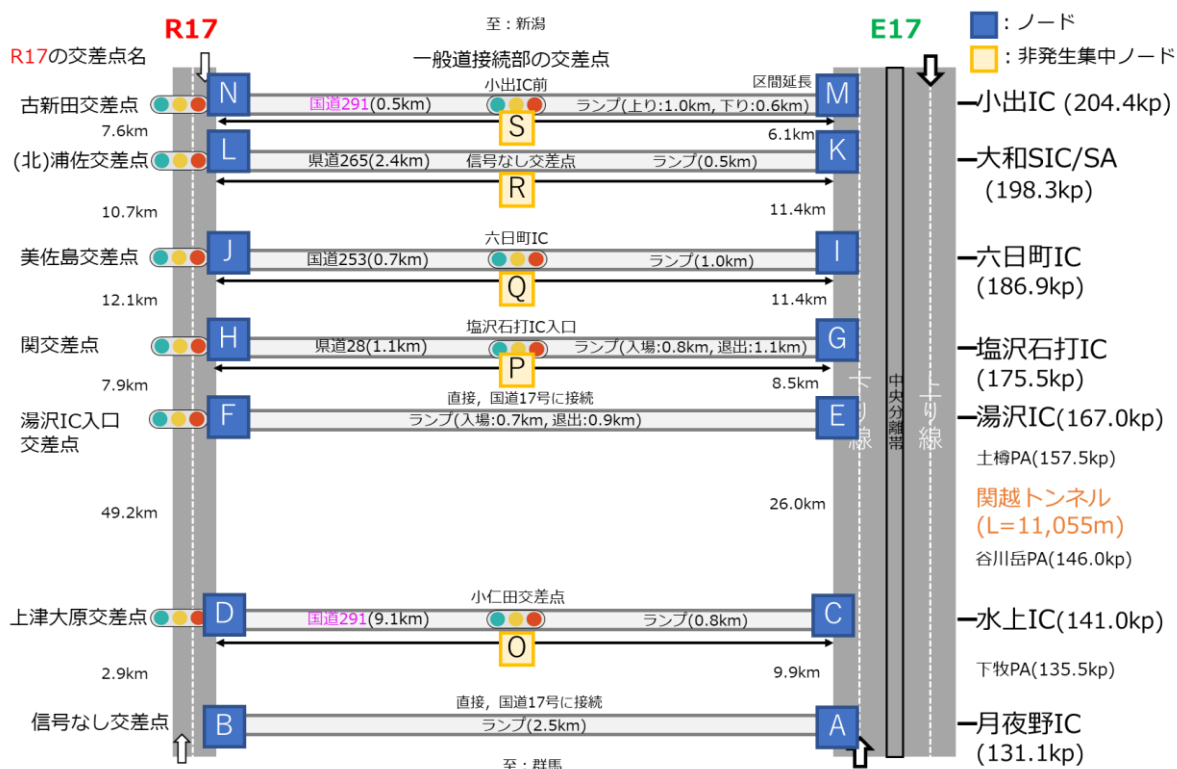 R17
至：新潟
E17
：ノード
：非発生集中ノード
R17の交差点名
一般道接続部の交差点
古新田交差点
N
小出IC前
区間延長
国道291(0.5km)
ランプ(上り:1.0km, 下り:0.6km)
M
小出IC (204.4kp)
S
7.6km
6.1km
(北)浦佐交差点
L
県道265(2.4km)
信号なし交差点
ランプ(0.5km)
K
大和SIC/SA
(198.3kp)
R
10.7km
11.4km
美佐島交差点
J
六日町IC
国道253(0.7km)
ランプ(1.0km)
I
六日町IC
(186.9kp)
Q
12.1km
11.4km
関交差点
H
塩沢石打IC入口
県道28(1.1km)
ランプ(入場:0.8km, 退出:1.1km)
G
塩沢石打IC
(175.5kp)
P
7.9km
8.5km
直接，国道17号に接続
湯沢IC入口
交差点
F
ランプ(入場:0.7km, 退出:0.9km)
E
下り線
中央分離帯
上り線
湯沢IC(167.0kp)
土樽PA(157.5kp)
49.2km
26.0km
関越トンネル
(L=11,055m)
谷川岳PA(146.0kp)
上津大原交差点
D
小仁田交差点
国道291(9.1km)
ランプ(0.8km)
C
水上IC(141.0kp)
O
2.9km
9.9km
下牧PA(135.5kp)
直接，国道17号に接続
信号なし交差点
B
ランプ(2.5km)
A
月夜野IC
(131.1kp)
至：群馬